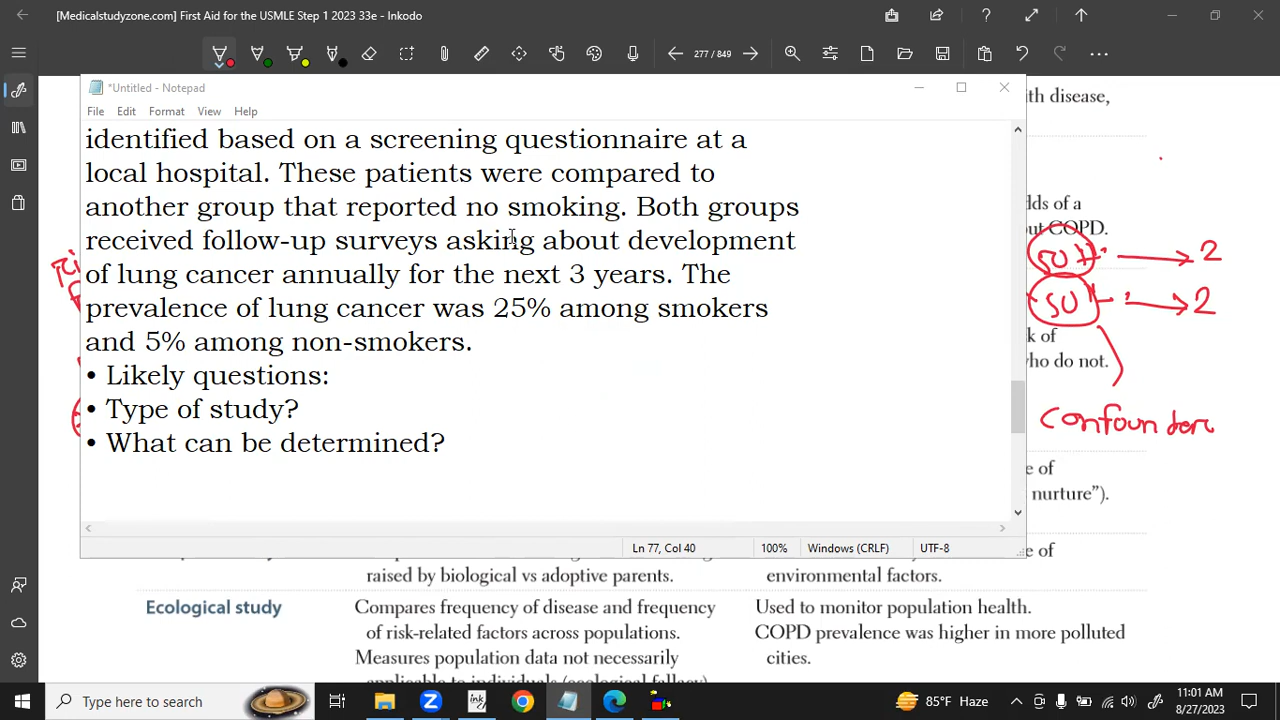 [Medicalstudyzone.com] First Aid for the USMLE Step 1 2023 33e - Inkodo
277 / 849
*Untitled - Notepad
File Edit Format View Help
identified based on a screening questionnaire at a
local hospital. These patients were compared to
another group that reported no smoking. Both groups
received follow-up surveys asking about development
of lung cancer annually for the next 3 years. The
prevalence of lung cancer was 25% among smokers
and 5% among non-smokers.
• Likely questions:
• Type of study?
• What can be determined?
Ln 77, Col 40 100% Windows (CRLF) UTF-8
th disease,
dds of a
out COPD.
50 2
50 2
k of
who do not.
Confounders
e of
nurture").
e of
raised by biological vs adoptive parents. environmental factors.
Ecological study Compares frequency of disease and frequency Used to monitor population health.
of risk-related factors across populations. COPD prevalence was higher in more polluted
Measures population data not necessarily cities.
applicable to individuals (ecological fallacy)
Type here to search
85°F Haze
11:01 AM
8/27/2023